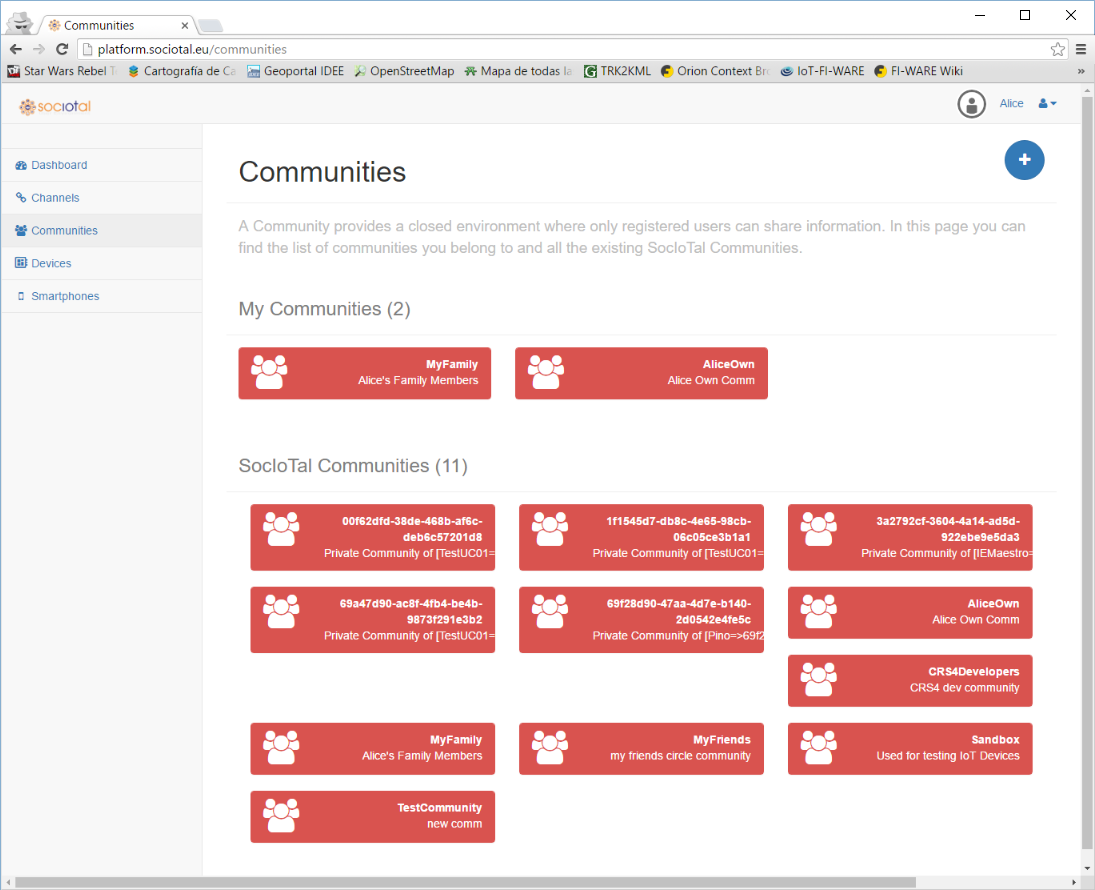 Communities
platform.sociotal.eu/communities
Star Wars Rebel T
Cartografía de Ca
Geoportal IDEE
OpenStreetMap
Mapa de todas la
TRK2KML
Orion Context Bro
IoT-FI-WARE
FI-WARE Wiki
»
sociotal
Alice
Dashboard
Channels
Communities
Devices
Smartphones
Communities
A Community provides a closed environment where only registered users can share information. In this page you can
find the list of communities you belong to and all the existing SocIoTal Communities.
My Communities (2)
MyFamily
Alice's Family Members
AliceOwn
Alice Own Comm
SocIoTal Communities (11)
00f62dfd-38de-468b-af6c-
deb6c57201d8
Private Community of [TestUC01=
1f1545d7-db8c-4e65-98cb-
06c05ce3b1a1
Private Community of [TestUC01=
3a2792cf-3604-4a14-ad5d-
922ebe9e5da3
Private Community of [IEMaestro=
69a47d90-ac8f-4fb4-be4b-
9873f291e3b2
Private Community of [TestUC01=
69f28d90-47aa-4d7e-b140-
2d0542e4fe5c
Private Community of [Pino=>69f2
AliceOwn
Alice Own Comm
CRS4Developers
CRS4 dev community
MyFamily
Alice's Family Members
MyFriends
my friends circle community
Sandbox
Used for testing IoT Devices
TestCommunity
new comm